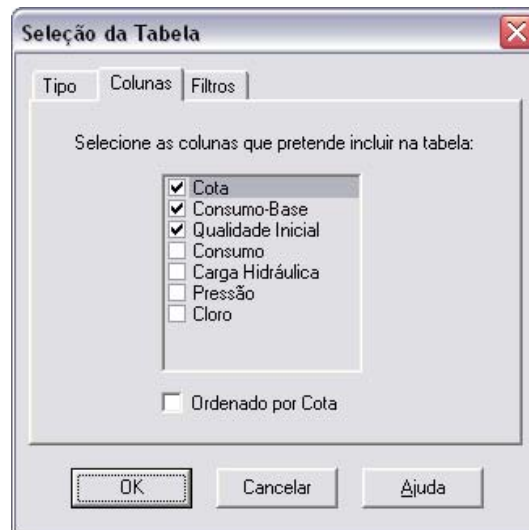 Seleção da Tabela
Tipo Colunas Filtros
Selecione as colunas que pretende incluir na tabela:
Cota
Consumo-Base
Qualidade Inicial
Consumo
Carga Hidráulica
Pressão
Cloro
Ordenado por Cota
OK Cancelar Ajuda